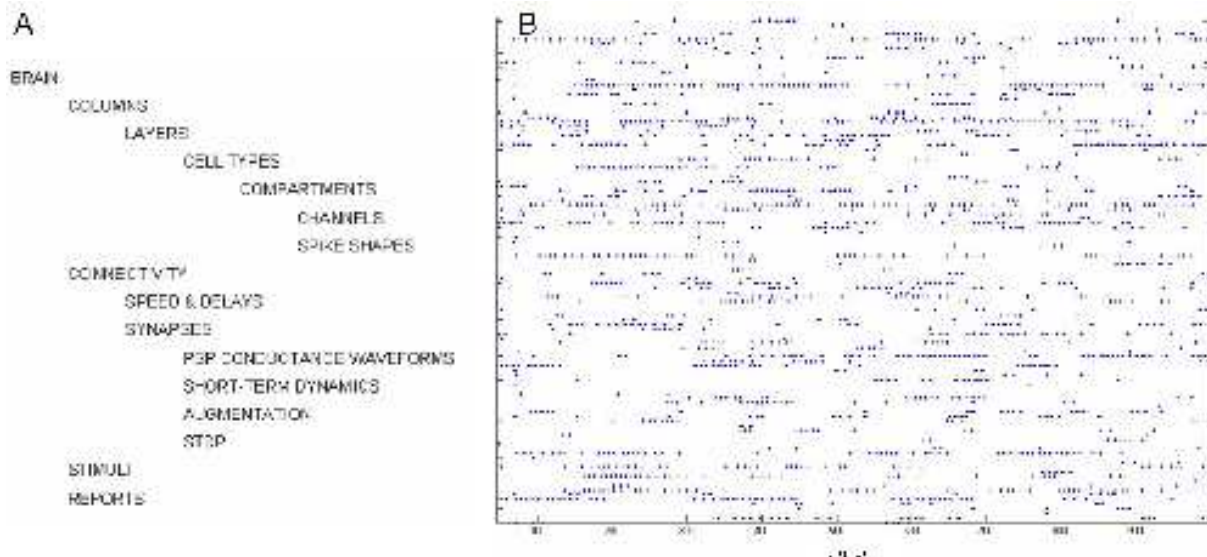 A
B
BRAIN
COLUMNS
LAYERS
CELL TYPES
COMPARTMENTS
CHANNELS
SPIKE SHAPES
CONNECTIVITY
SPEED & DELAYS
SYNAPSES
PSP CONDUCTANCE WAVEFORMS
SHORT-TERM DYNAMICS
AUGMENTATION
STDP
STIMULI
REPORTS